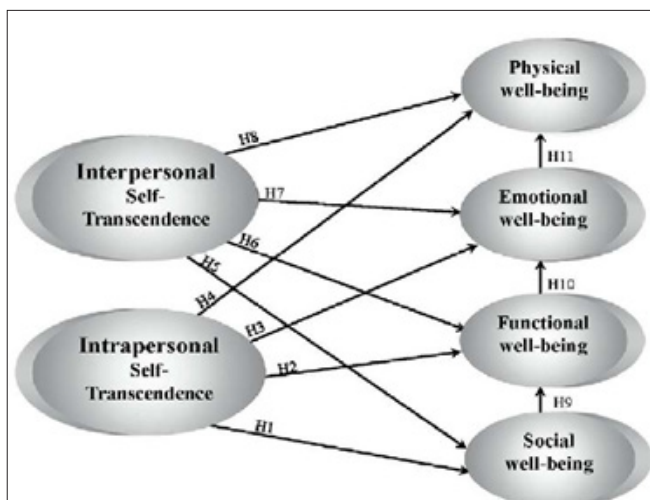 Physical
well-being
H8
H11
Interpersonal
Self-
Transcendence
H7
Emotional
well-being
H6
H5
H4
H10
Intrapersonal
Self-
Transcendence
H3
Functional
well-being
H2
H9
H1
Social
well-being